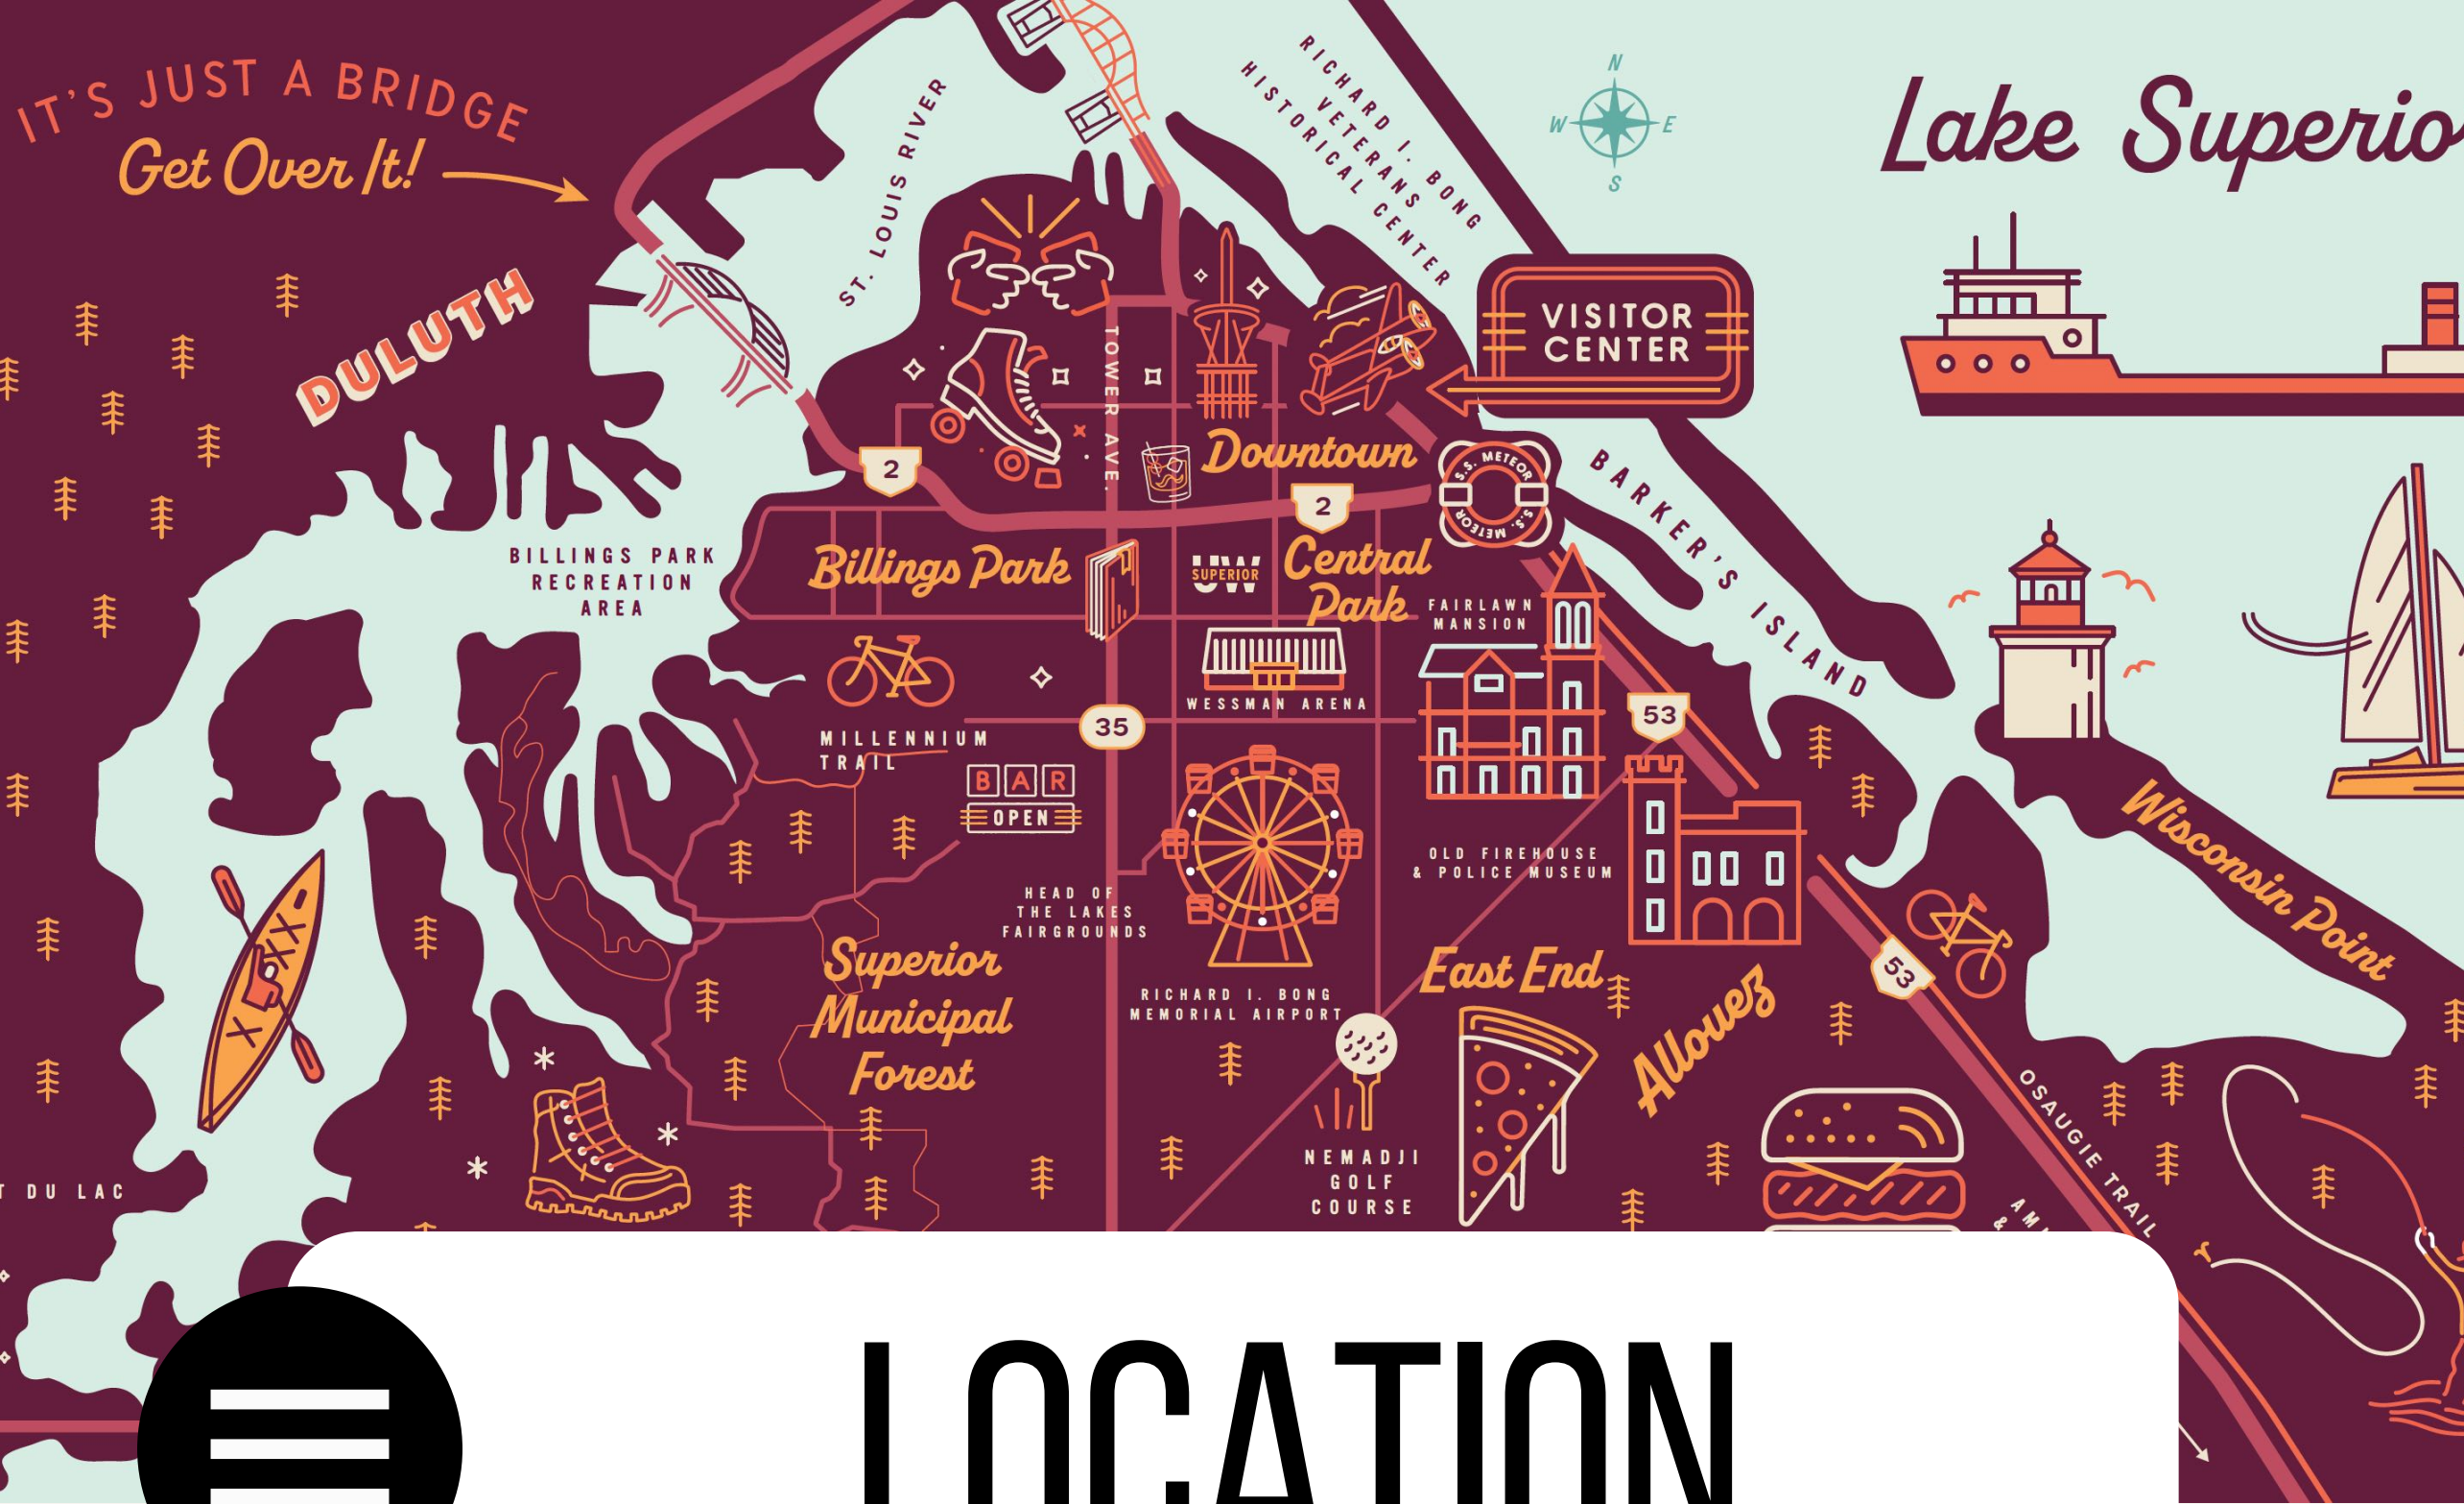 IT'S JUST A BRIDGE
Get Over It!
DULUTH
ST. LOUIS RIVER
RICHARD I. BONG
VETERANS
HISTORICAL CENTER
N
W
E
S
Lake Superio
VISITOR
CENTER
TOWER AVE.
Downtown
2
2
S.S. METEOR
S.S. METEOR
BARKER'S ISLAND
BILLINGS PARK
RECREATION
AREA
Billings Park
UW
SUPERIOR
Central
Park
FAIRLAWN
MANSION
WESSMAN ARENA
MILLENNIUM
TRAIL
35
53
BAR
OPEN
Wisconsin Point
OLD FIREHOUSE
& POLICE MUSEUM
HEAD OF
THE LAKES
FAIRGROUNDS
Superior
Municipal
Forest
RICHARD I. BONG
MEMORIAL AIRPORT
East End
Allouez
53
OSAUGIE TRAIL
NEMADJI
GOLF
COURSE
T DU LAC
AMN
&
LOCATION